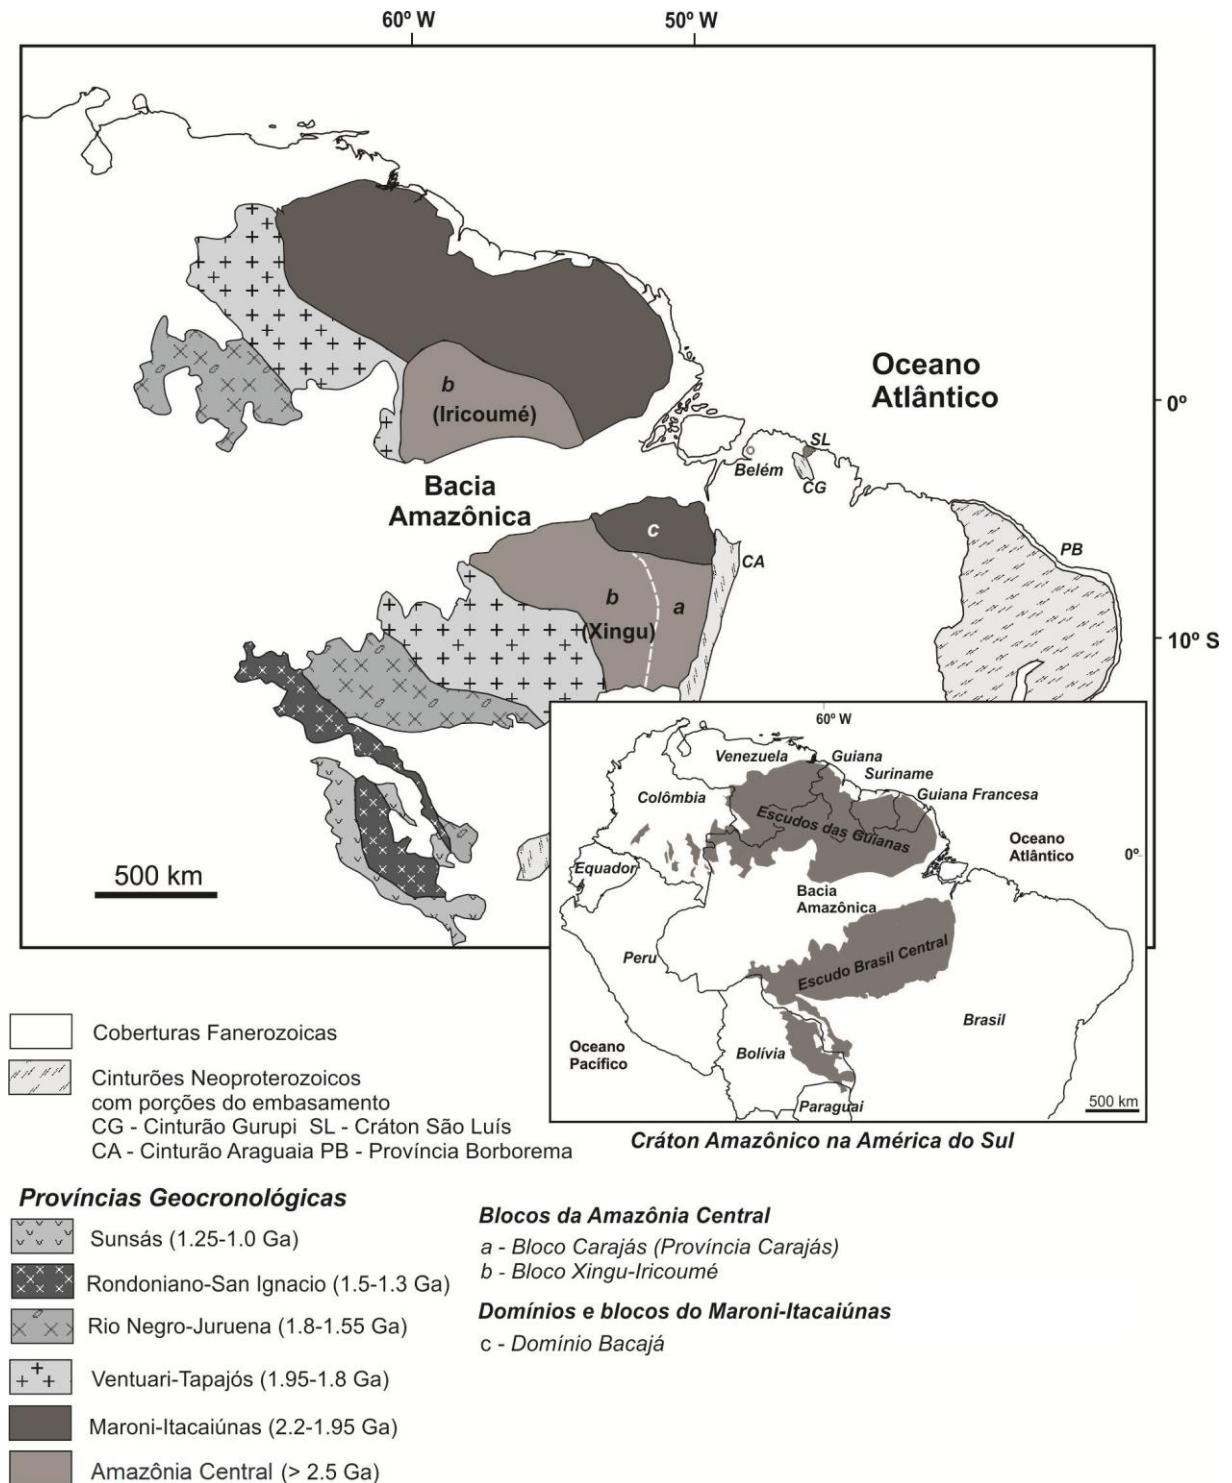 60º W
50º W
Oceano
Atlântico
0º
b
(Iricoumé)
SL
Belém
CG
Bacia
Amazônica
c
CA
PB
b
(Xingu)
a
10º S
500 km
60º W
Venezuela
Guiana
Suriname
Guiana Francesa
Colômbia
Escudos das Guianas
Oceano
Atlântico
0º
Equador
Bacia
Amazônica
Peru
Escudo Brasil Central
Brasil
Oceano
Pacífico
Bolívia
Paraguai
500 km
Cráton Amazônico na América do Sul
Coberturas Fanerozoicas
Cinturões Neoproterozoicos
com porções do embasamento
CG - Cinturão Gurupi SL - Cráton São Luís
CA - Cinturão Araguaia PB - Província Borborema
Províncias Geocronológicas
Sunsás (1.25-1.0 Ga)
Rondoniano-San Ignacio (1.5-1.3 Ga)
Rio Negro-Juruena (1.8-1.55 Ga)
Ventuari-Tapajós (1.95-1.8 Ga)
Maroni-Itacaiúnas (2.2-1.95 Ga)
Amazônia Central (> 2.5 Ga)
Blocos da Amazônia Central
a - Bloco Carajás (Província Carajás)
b - Bloco Xingu-Iricoumé
Domínios e blocos do Maroni-Itacaiúnas
c - Domínio Bacajá